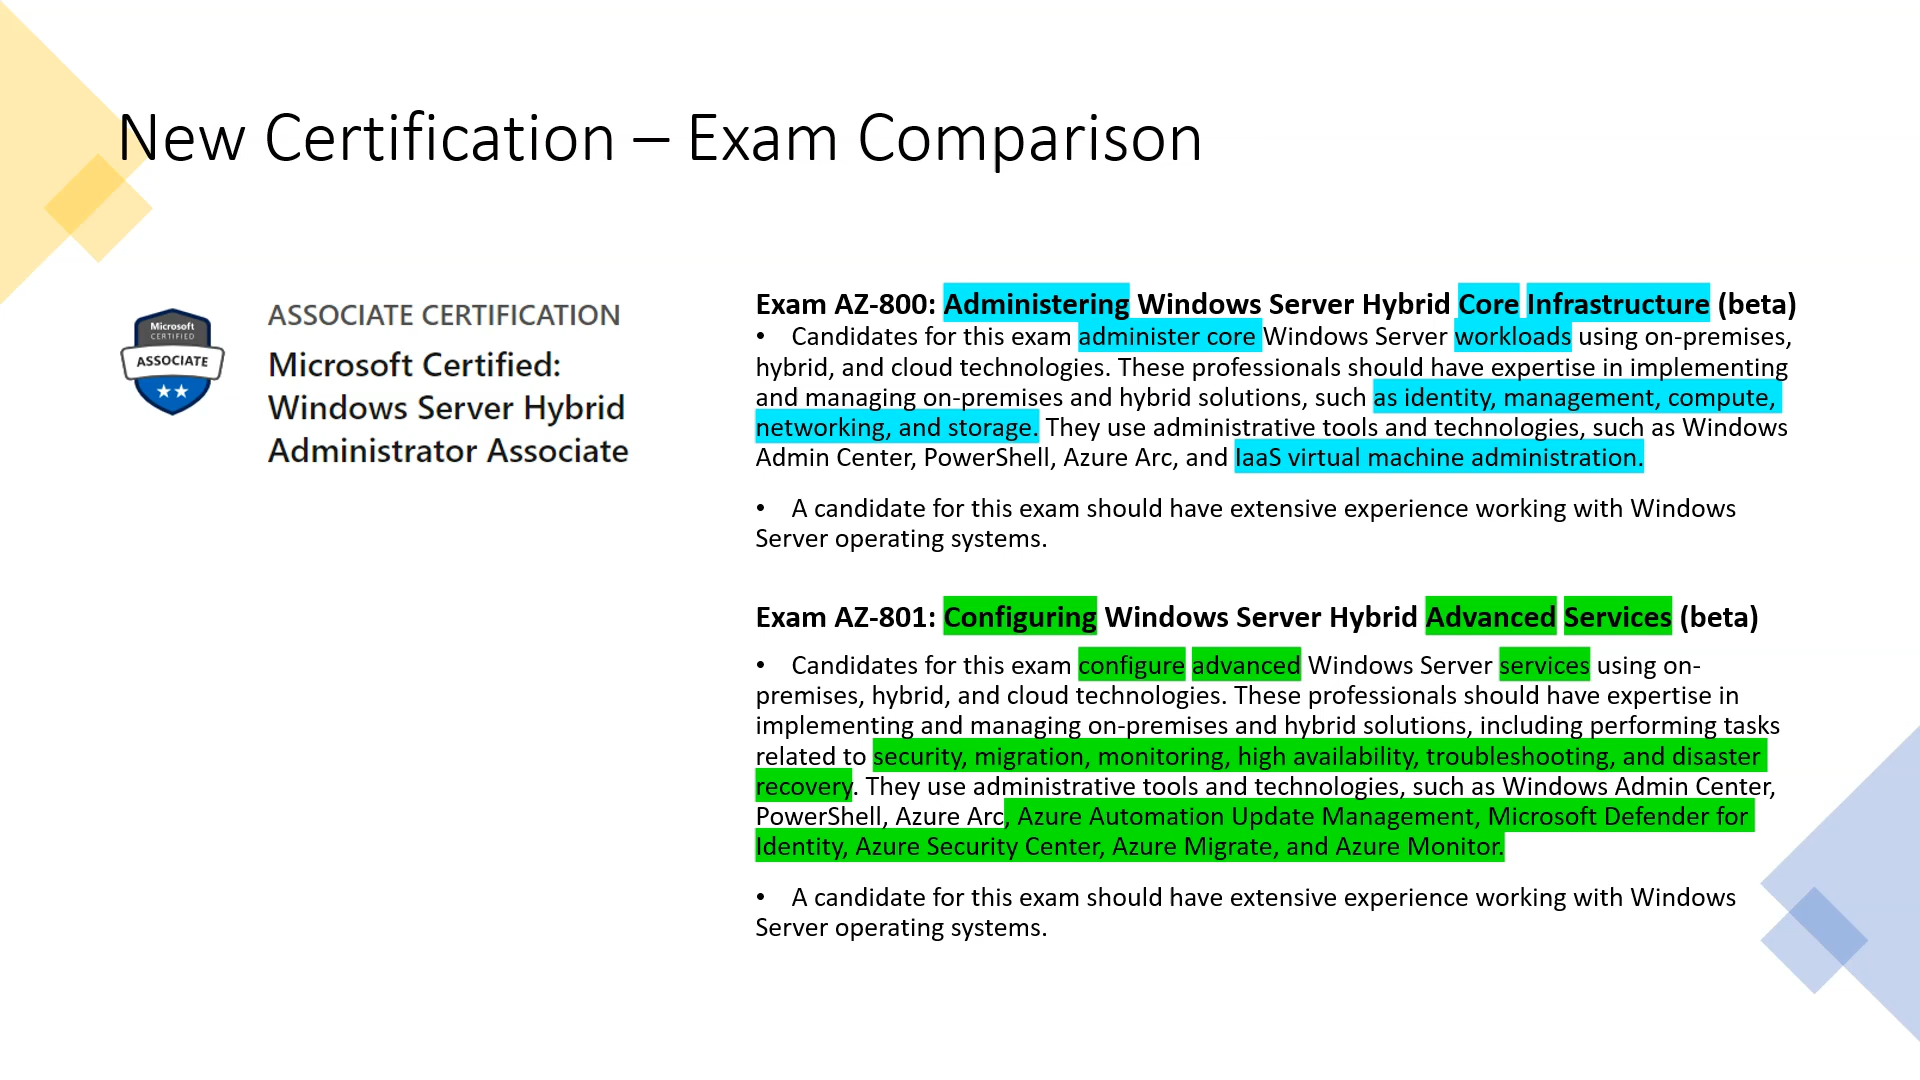 New Certification – Exam Comparison
Microsoft
CERTIFIED
ASSOCIATE
ASSOCIATE CERTIFICATION
Microsoft Certified:
Windows Server Hybrid
Administrator Associate
Exam AZ-800: Administering Windows Server Hybrid Core Infrastructure (beta)
• Candidates for this exam administer core Windows Server workloads using on-premises,
hybrid, and cloud technologies. These professionals should have expertise in implementing
and managing on-premises and hybrid solutions, such as identity, management, compute,
networking, and storage. They use administrative tools and technologies, such as Windows
Admin Center, PowerShell, Azure Arc, and IaaS virtual machine administration.
• A candidate for this exam should have extensive experience working with Windows
Server operating systems.
Exam AZ-801: Configuring Windows Server Hybrid Advanced Services (beta)
• Candidates for this exam configure advanced Windows Server services using on-
premises, hybrid, and cloud technologies. These professionals should have expertise in
implementing and managing on-premises and hybrid solutions, including performing tasks
related to security, migration, monitoring, high availability, troubleshooting, and disaster
recovery. They use administrative tools and technologies, such as Windows Admin Center,
PowerShell, Azure Arc, Azure Automation Update Management, Microsoft Defender for
Identity, Azure Security Center, Azure Migrate, and Azure Monitor.
• A candidate for this exam should have extensive experience working with Windows
Server operating systems.